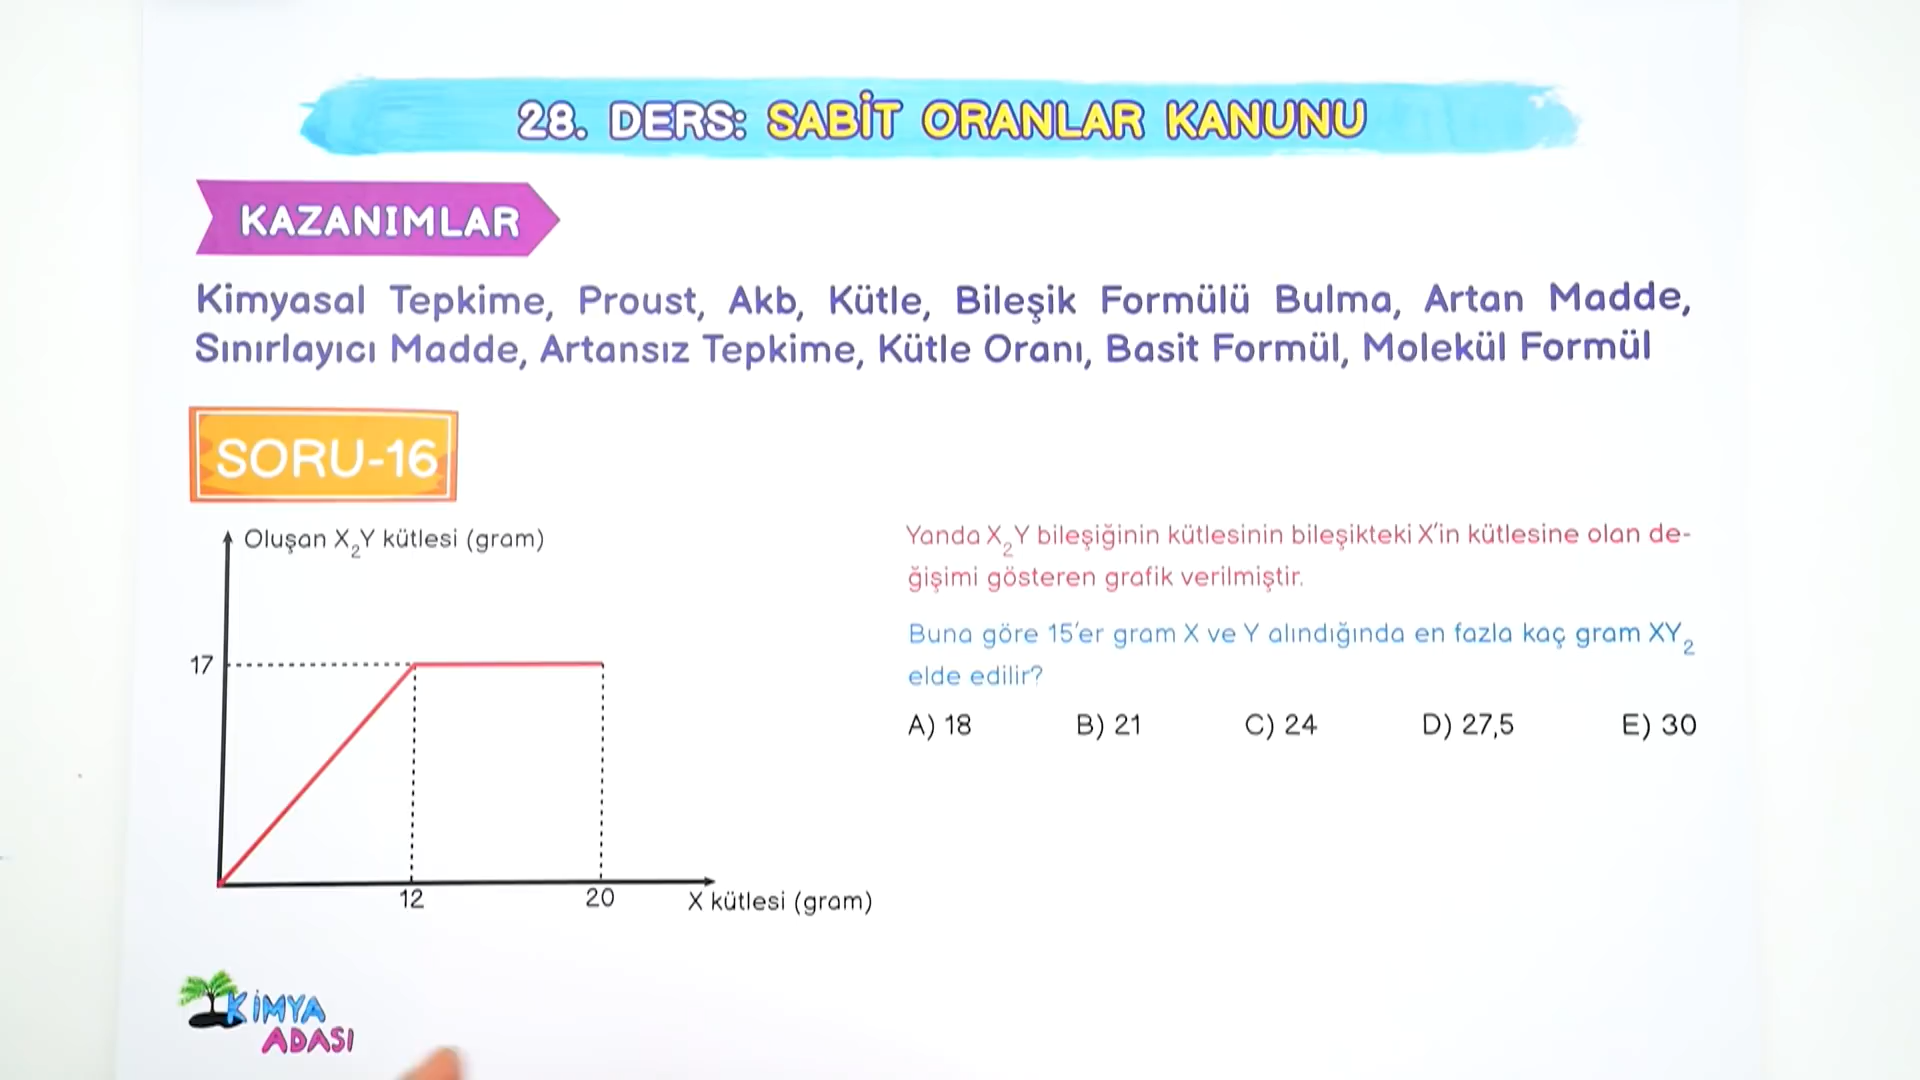 28. DERS: SABİT ORANLAR KANUNU
KAZANIMLAR
Kimyasal Tepkime, Proust, Akb, Kütle, Bileşik Formülü Bulma, Artan Madde,
Sınırlayıcı Madde, Artansız Tepkime, Kütle Oranı, Basit Formül, Molekül Formül
SORU-16
Oluşan X₂Y kütlesi (gram)
17
12
20
X kütlesi (gram)
Yanda X₂Y bileşiğinin kütlesinin bileşikteki X'in kütlesine olan de-
ğişimi gösteren grafik verilmiştir.
Buna göre 15'er gram X ve Y alındığında en fazla kaç gram XY₂
elde edilir?
A) 18 B) 21 C) 24 D) 27,5 E) 30
KİMYA
ADASI